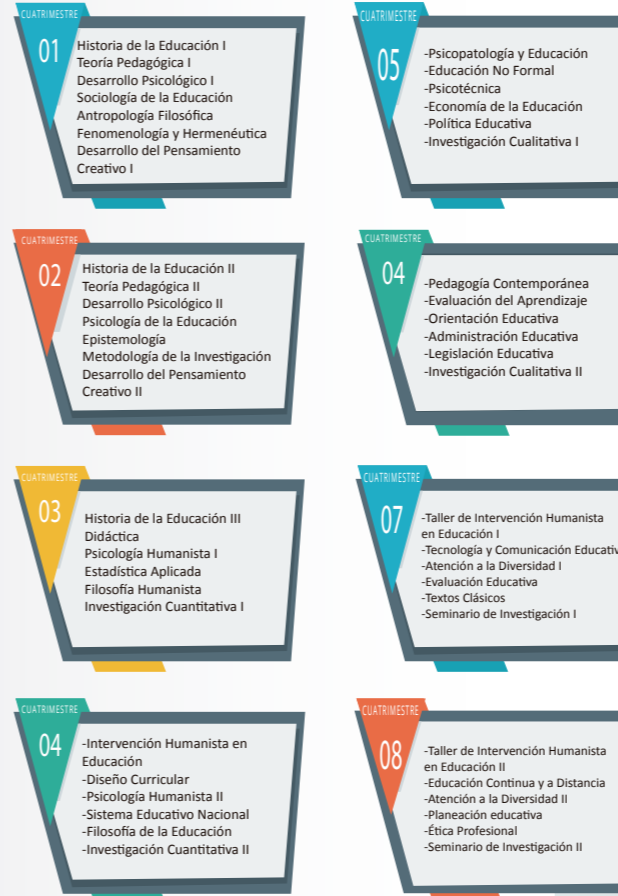 CUATRIMESTRE
01
Historia de la Educación I
Teoría Pedagógica I
Desarrollo Psicológico I
Sociología de la Educación
Antropología Filosófica
Fenomenología y Hermenéutica
Desarrollo del Pensamiento
Creativo I
CUATRIMESTRE
02
Historia de la Educación II
Teoría Pedagógica II
Desarrollo Psicológico II
Psicología de la Educación
Epistemología
Metodología de la Investigación
Desarrollo del Pensamiento
Creativo II
CUATRIMESTRE
03
Historia de la Educación III
Didáctica
Psicología Humanista I
Estadística Aplicada
Filosofía Humanista
Investigación Cuantitativa I
CUATRIMESTRE
04
-Intervención Humanista en
Educación
-Diseño Curricular
-Psicología Humanista II
-Sistema Educativo Nacional
-Filosofía de la Educación
-Investigación Cuantitativa II
CUATRIMESTRE
05
-Psicopatología y Educación
-Educación No Formal
-Psicotécnica
-Economía de la Educación
-Política Educativa
-Investigación Cualitativa I
CUATRIMESTRE
04
-Pedagogía Contemporánea
-Evaluación del Aprendizaje
-Orientación Educativa
-Administración Educativa
-Legislación Educativa
-Investigación Cualitativa II
CUATRIMESTRE
07
-Taller de Intervención Humanista
en Educación I
-Tecnología y Comunicación Educativ
-Atención a la Diversidad I
-Evaluación Educativa
-Textos Clásicos
-Seminario de Investigación I
CUATRIMESTRE
08
-Taller de Intervención Humanista
en Educación II
-Educación Continua y a Distancia
-Atención a la Diversidad II
-Planeación educativa
-Ética Profesional
-Seminario de Investigación II